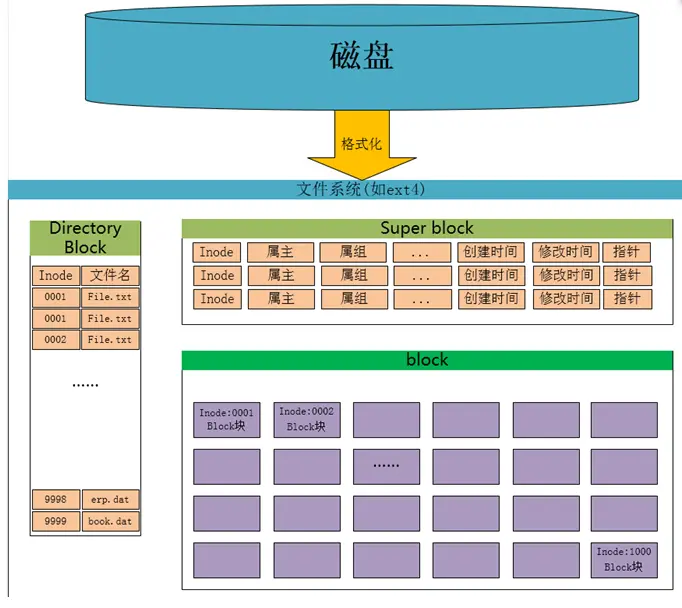 磁盘
格式化
文件系统(如ext4)
Directory
Block
Inode 文件名
0001 File.txt
0001 File.txt
0002 File.txt
......
9998 erp.dat
9999 book.dat
Super block
Inode 属主 属组 ... 创建时间 修改时间 指针
Inode 属主 属组 ... 创建时间 修改时间 指针
Inode 属主 属组 ... 创建时间 修改时间 指针
block
Inode:0001
Block块
Inode:0002
Block块
......
Inode:1000
Block块